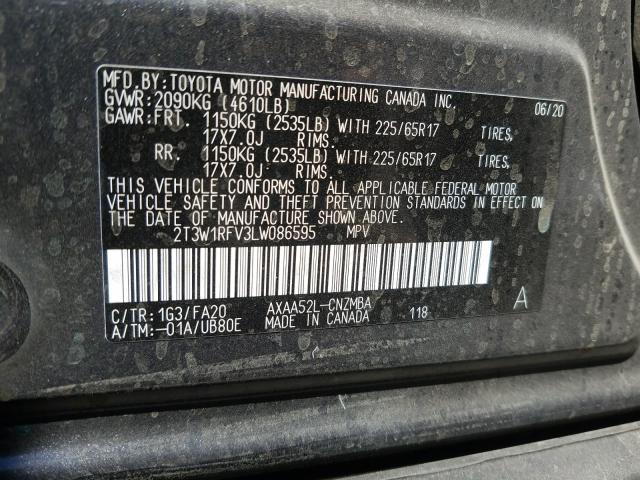 MFD.BY:TOYOTA MOTOR MANUFACTURING CANADA INC. 06/20
GVWR:2090KG (4610LB)
GAWR:FRT. 1150KG (2535LB) WITH 225/65R17 TIRES,
17X7.0J RIMS.
RR. 1150KG (2535LB) WITH 225/65R17 TIRES,
17X7.0J RIMS.
THIS VEHICLE CONFORMS TO ALL APPLICABLE FEDERAL MOTOR
VEHICLE SAFETY AND THEFT PREVENTION STANDARDS IN EFFECT ON
THE DATE OF MANUFACTURE SHOWN ABOVE.
2T3W1RFV3LW086595 MPV
C/TR:1G3/FA20 AXAA52L-CNZMBA A
A/TM:-01A/UB80E MADE IN CANADA 118